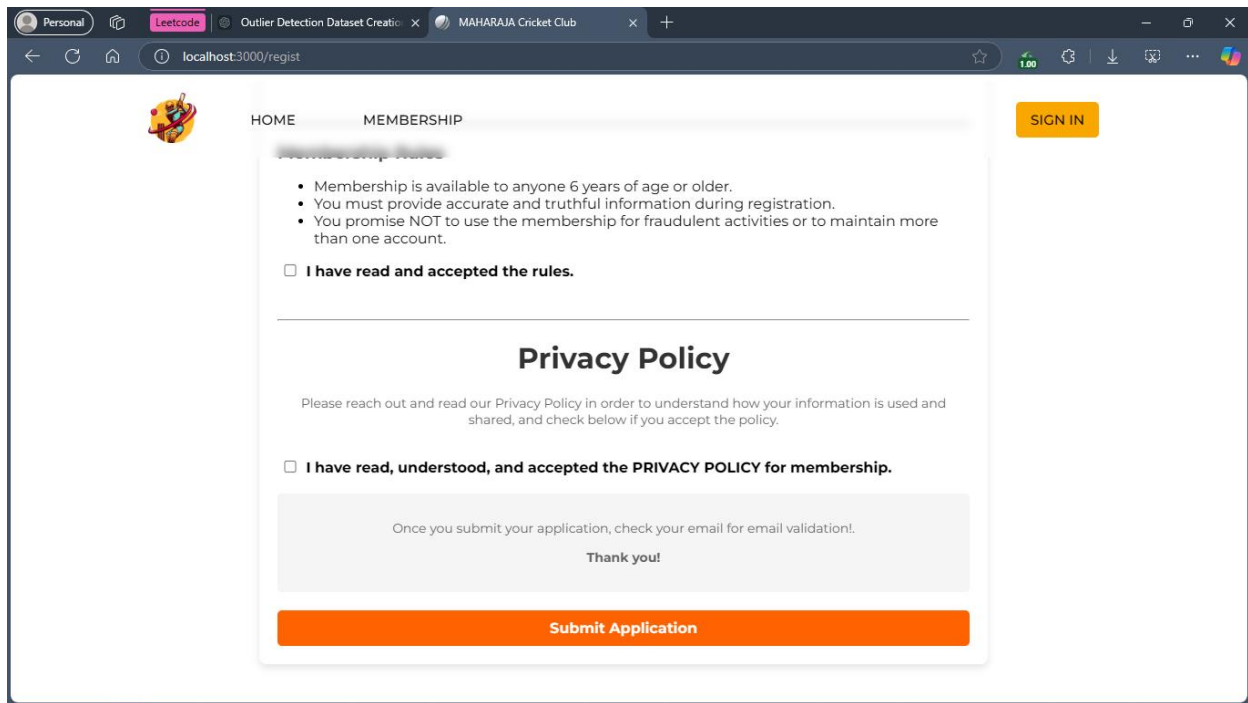 Personal
Leetcode
Outlier Detection Dataset Creatio
MAHARAJA Cricket Club
localhost:3000/regist
1.00
HOME
MEMBERSHIP
SIGN IN
Membership Rules
• Membership is available to anyone 6 years of age or older.
• You must provide accurate and truthful information during registration.
• You promise NOT to use the membership for fraudulent activities or to maintain more
than one account.
I have read and accepted the rules.
Privacy Policy
Please reach out and read our Privacy Policy in order to understand how your information is used and
shared, and check below if you accept the policy.
I have read, understood, and accepted the PRIVACY POLICY for membership.
Once you submit your application, check your email for email validation!.
Thank you!
Submit Application